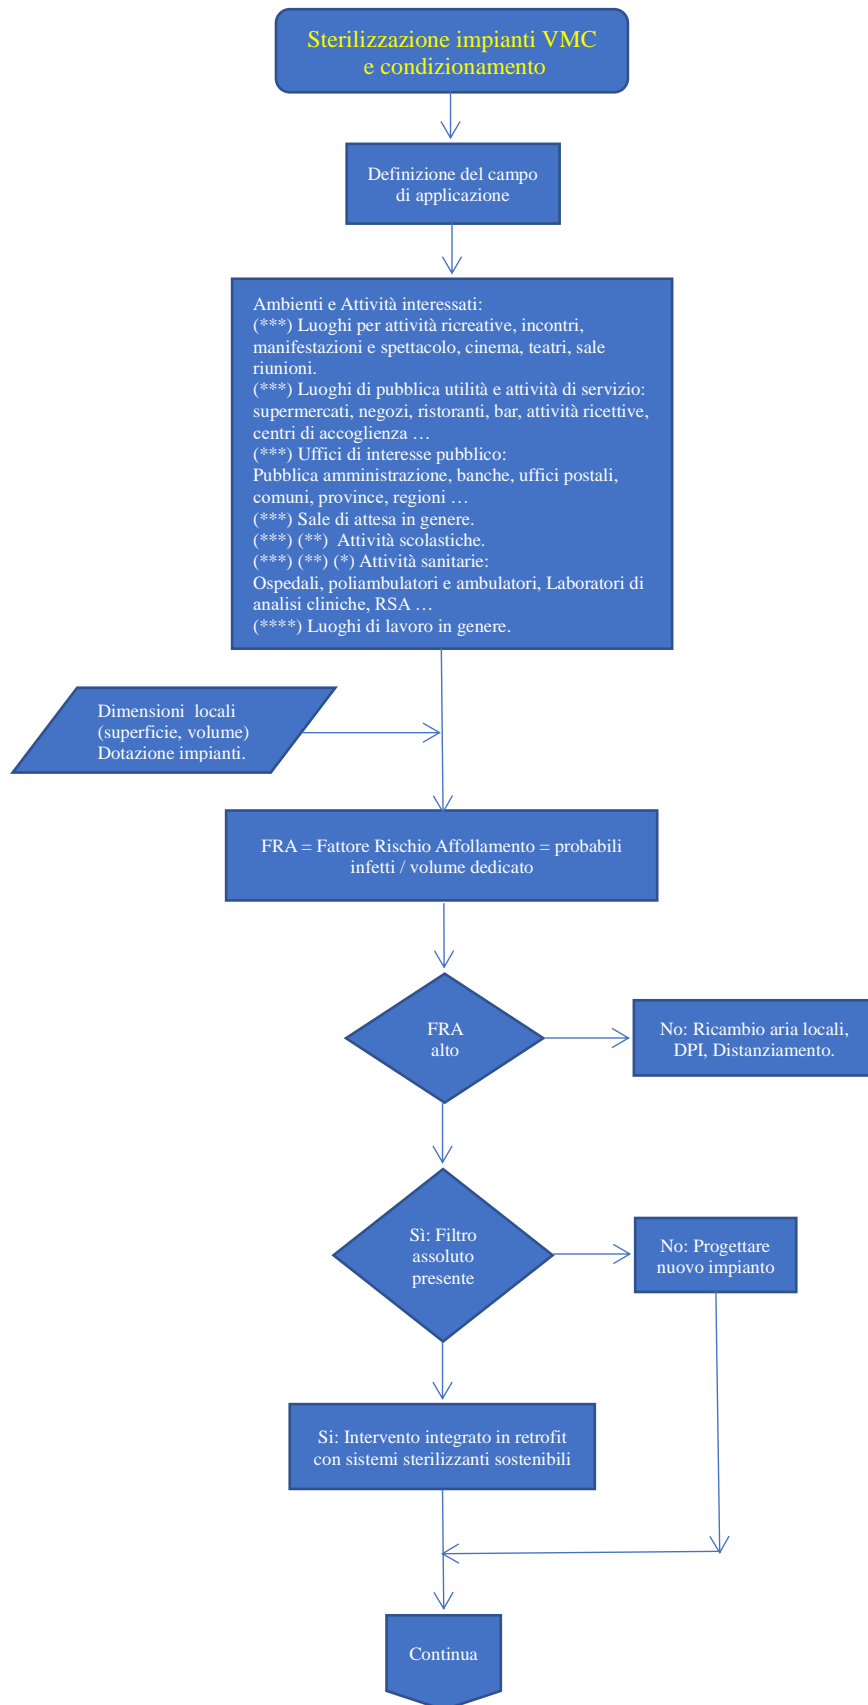 Sterilizzazione impianti VMC
e condizionamento
Definizione del campo
di applicazione
Ambienti e Attività interessati:
(***) Luoghi per attività ricreative, incontri,
manifestazioni e spettacolo, cinema, teatri, sale
riunioni.
(***) Luoghi di pubblica utilità e attività di servizio:
supermercati, negozi, ristoranti, bar, attività ricettive,
centri di accoglienza …
(***) Uffici di interesse pubblico:
Pubblica amministrazione, banche, uffici postali,
comuni, province, regioni …
(***) Sale di attesa in genere.
(***) (**)  Attività scolastiche.
(***) (**) (*) Attività sanitarie:
Ospedali, poliambulatori e ambulatori, Laboratori di
analisi cliniche, RSA …
(****) Luoghi di lavoro in genere.
Dimensioni  locali
(superficie, volume)
Dotazione impianti.
FRA = Fattore Rischio Affollamento = probabili
infetti / volume dedicato
FRA
alto
No: Ricambio aria locali,
DPI, Distanziamento.
Sì: Filtro
assoluto
presente
No: Progettare
nuovo impianto
Si: Intervento integrato in retrofit
con sistemi sterilizzanti sostenibili
Continua